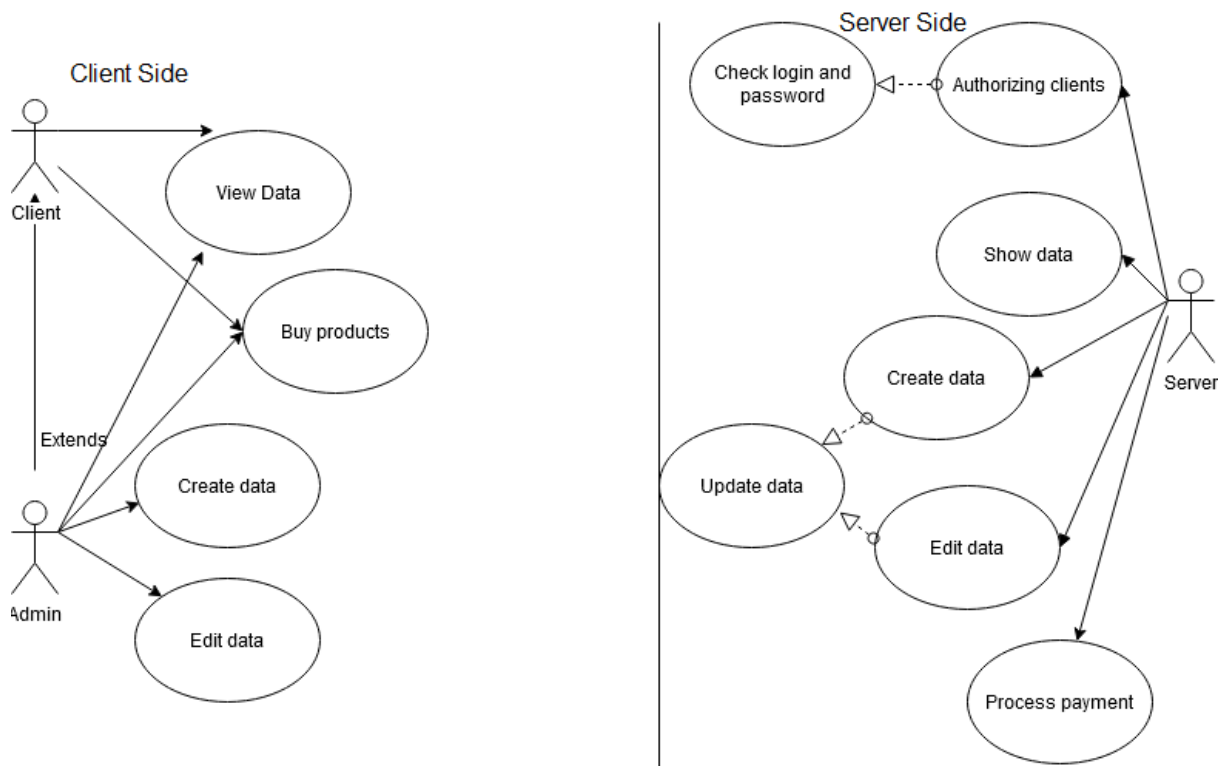 Client Side
Client
View Data
Buy products
Extends
Create data
Admin
Edit data
Server Side
Check login and
password
Authorizing clients
Show data
Server
Create data
Update data
Edit data
Process payment